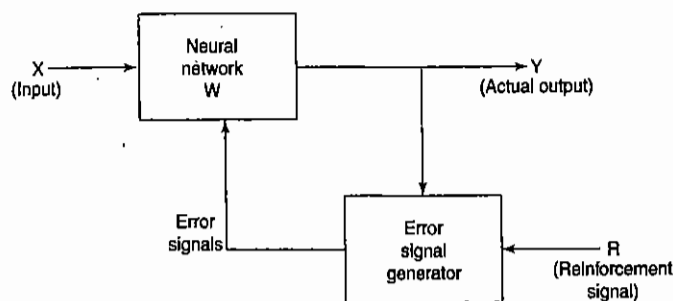 X
(Input)
Neural
network
W
Y
(Actual output)
Error
signals
Error
signal
generator
R
(Reinforcement
signal)